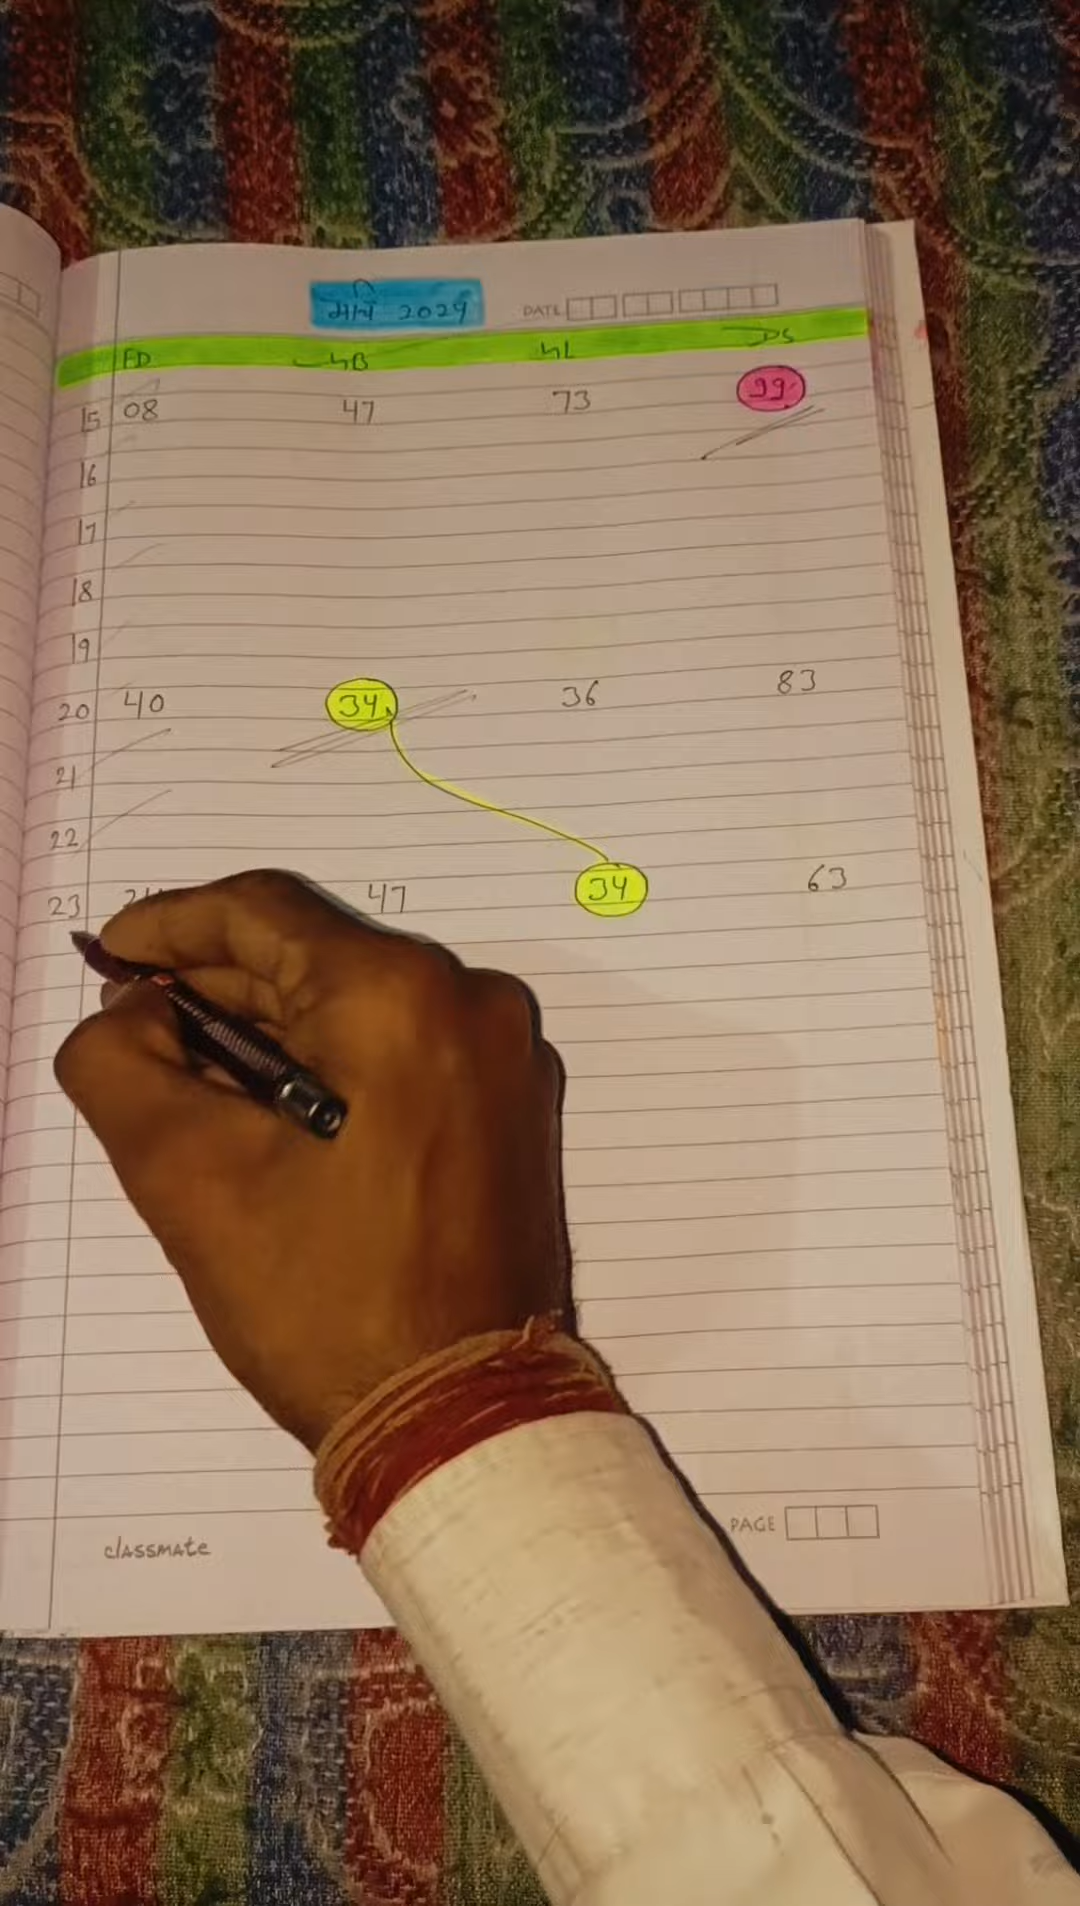 मार्च 2024 DATE
FD GB GL DS
15 08 47 73 99
16
17
18
19
20 40 34 36 83
21
22
23 47 34 63
PAGE
classmate